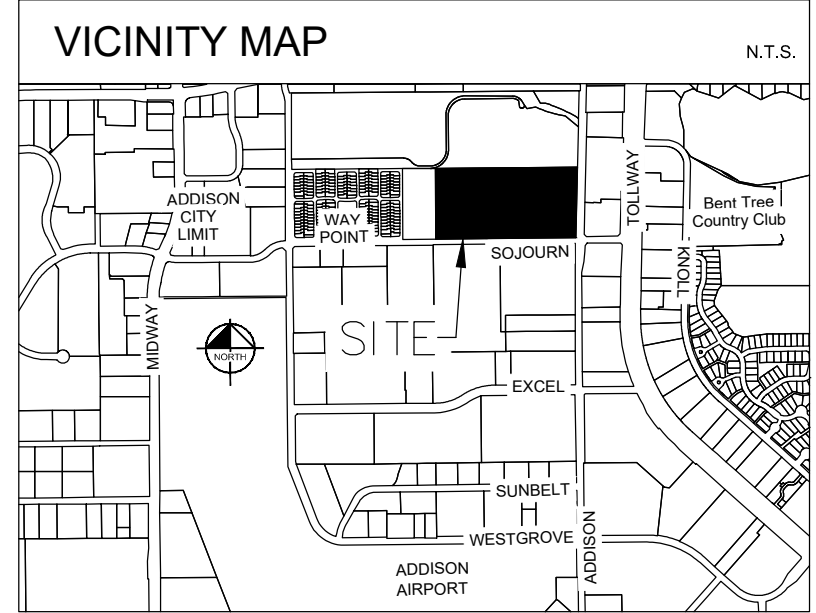 VICINITY MAP
N.T.S.
ADDISON
CITY
LIMIT
WAY
POINT
TOLLWAY
Bent Tree
Country Club
SOJOURN
KNOLL
MIDWAY
NORTH
SITE
EXCEL
SUNBELT
WESTGROVE
ADDISON
ADDISON
AIRPORT